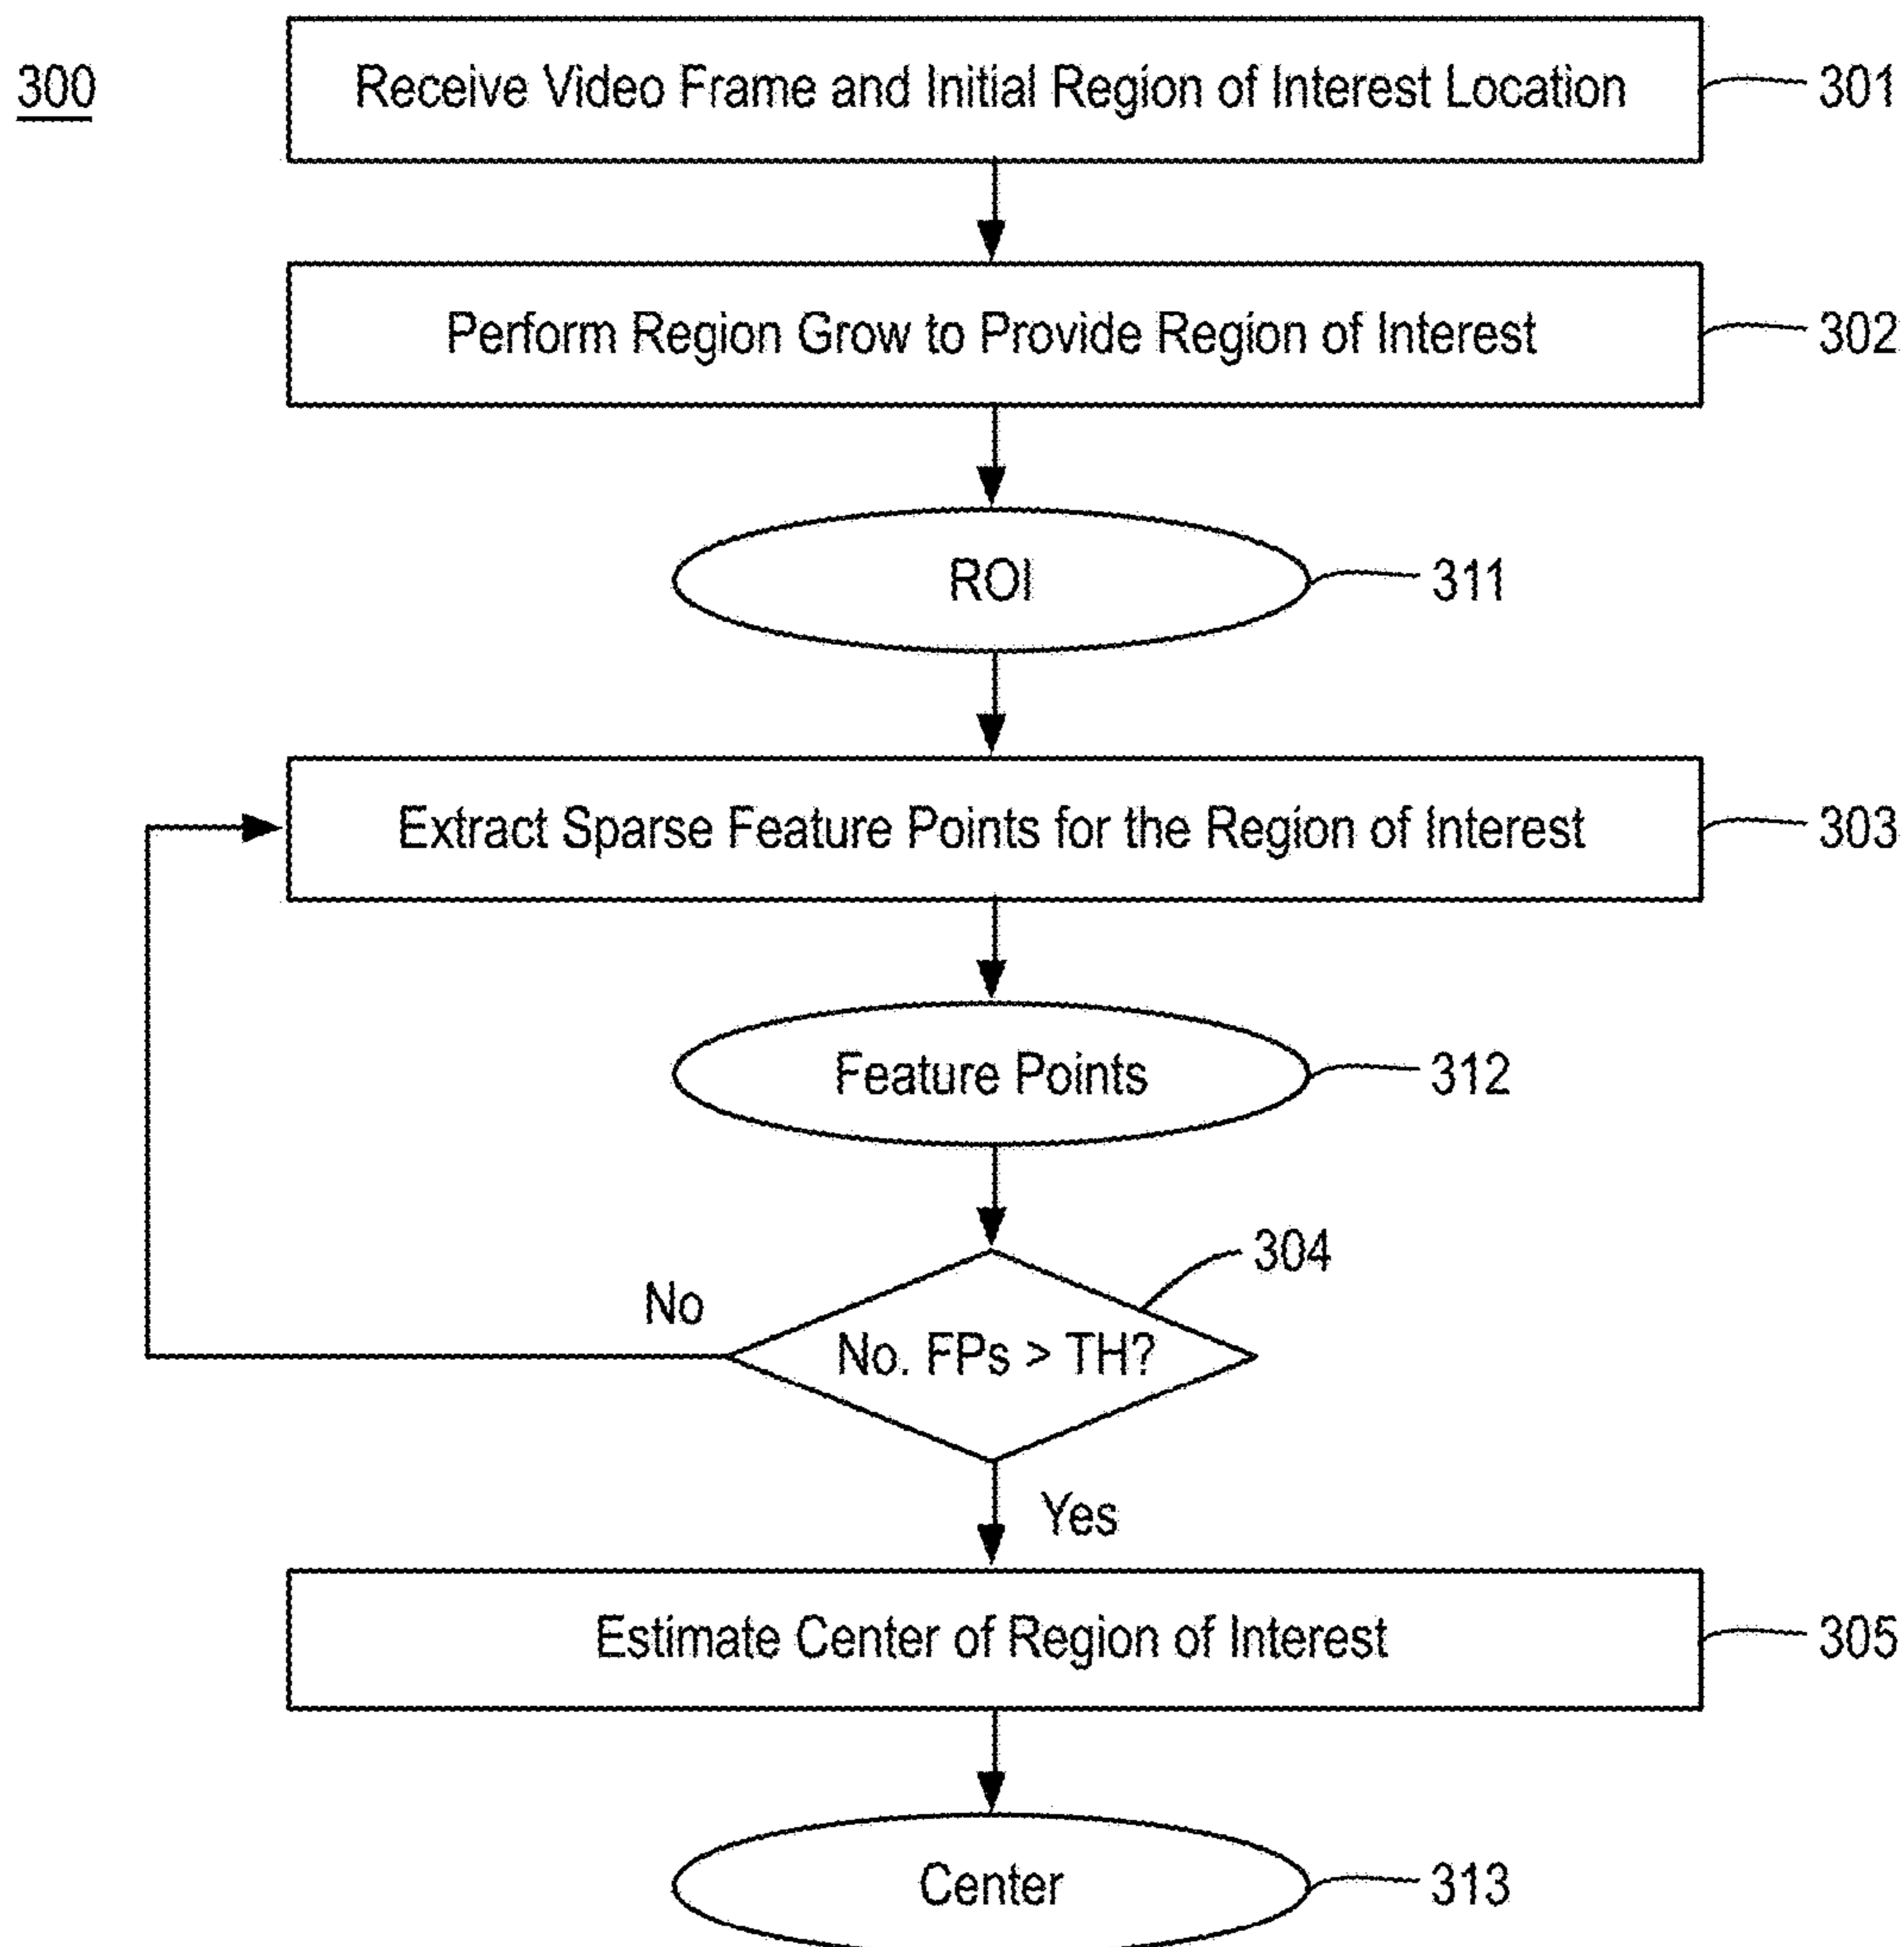 300
Receive Video Frame and Initial Region of Interest Location
301
Perform Region Grow to Provide Region of Interest
302
ROI
311
Extract Sparse Feature Points for the Region of Interest
303
Feature Points
312
304
No
No. FPs > TH?
Yes
Estimate Center of Region of Interest
305
Center
313